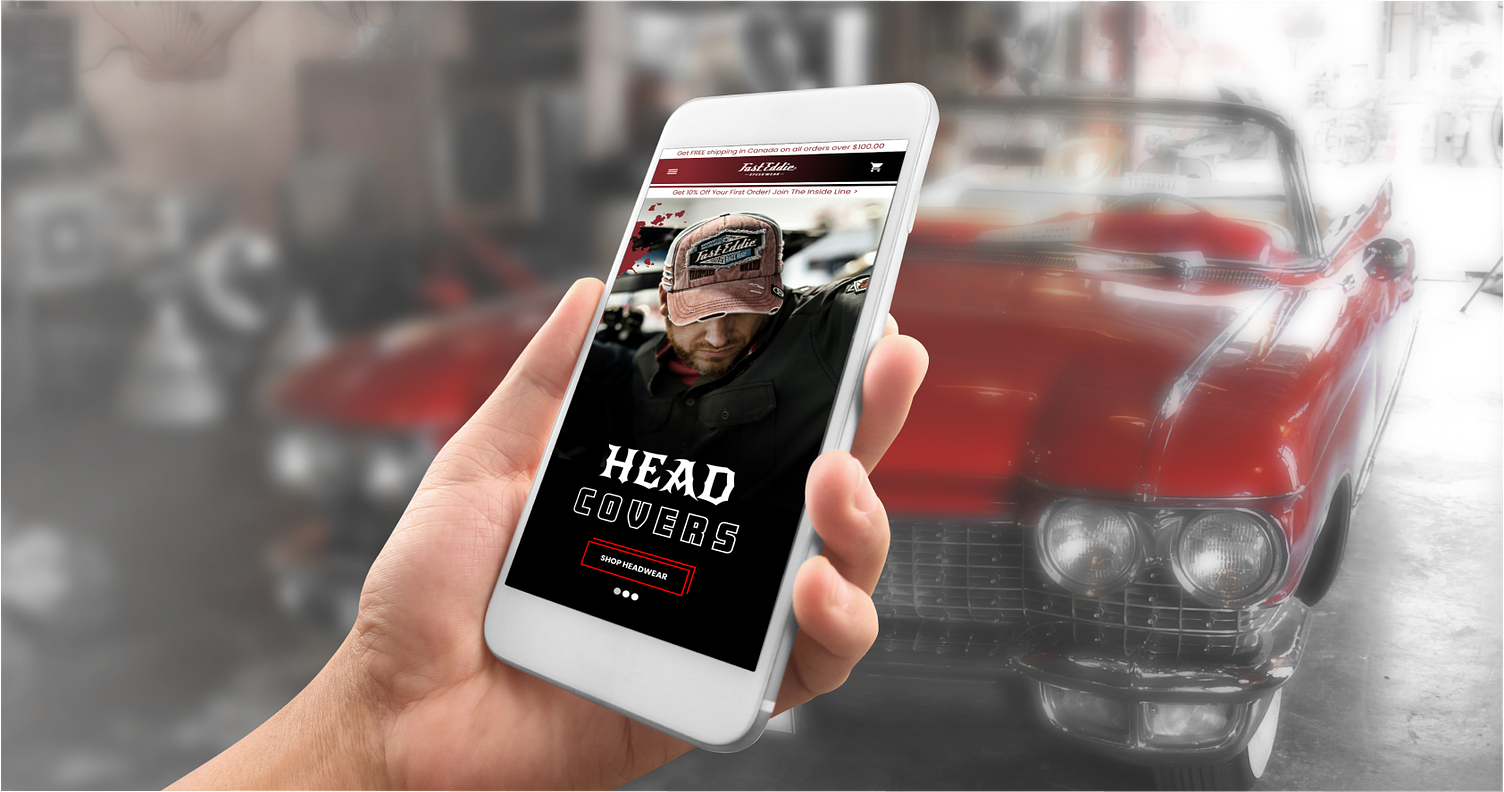 Get FREE shipping in Canada on all orders over $100.00
Fast Eddie
SPEEDWEAR
Get 10% Off Your First Order! Join The Inside Line >
Fast Eddie
HEAD
COVERS
SHOP HEADWEAR